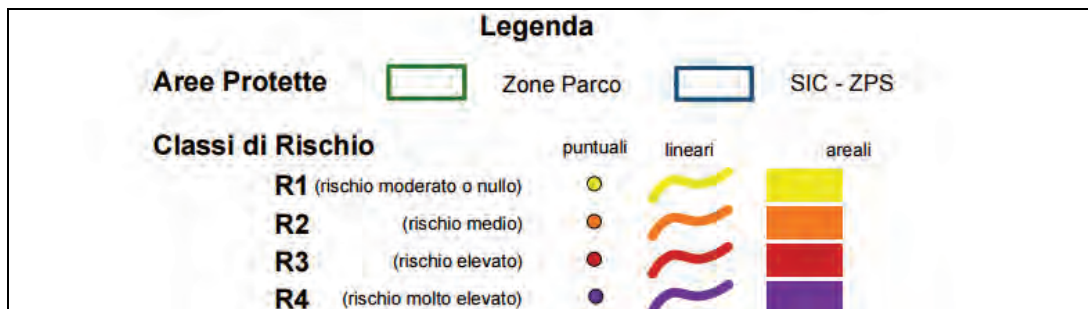 Legenda
Aree Protette Zone Parco SIC - ZPS
Classi di Rischio puntuali lineari areali
R1 (rischio moderato o nullo)
R2 (rischio medio)
R3 (rischio elevato)
R4 (rischio molto elevato)